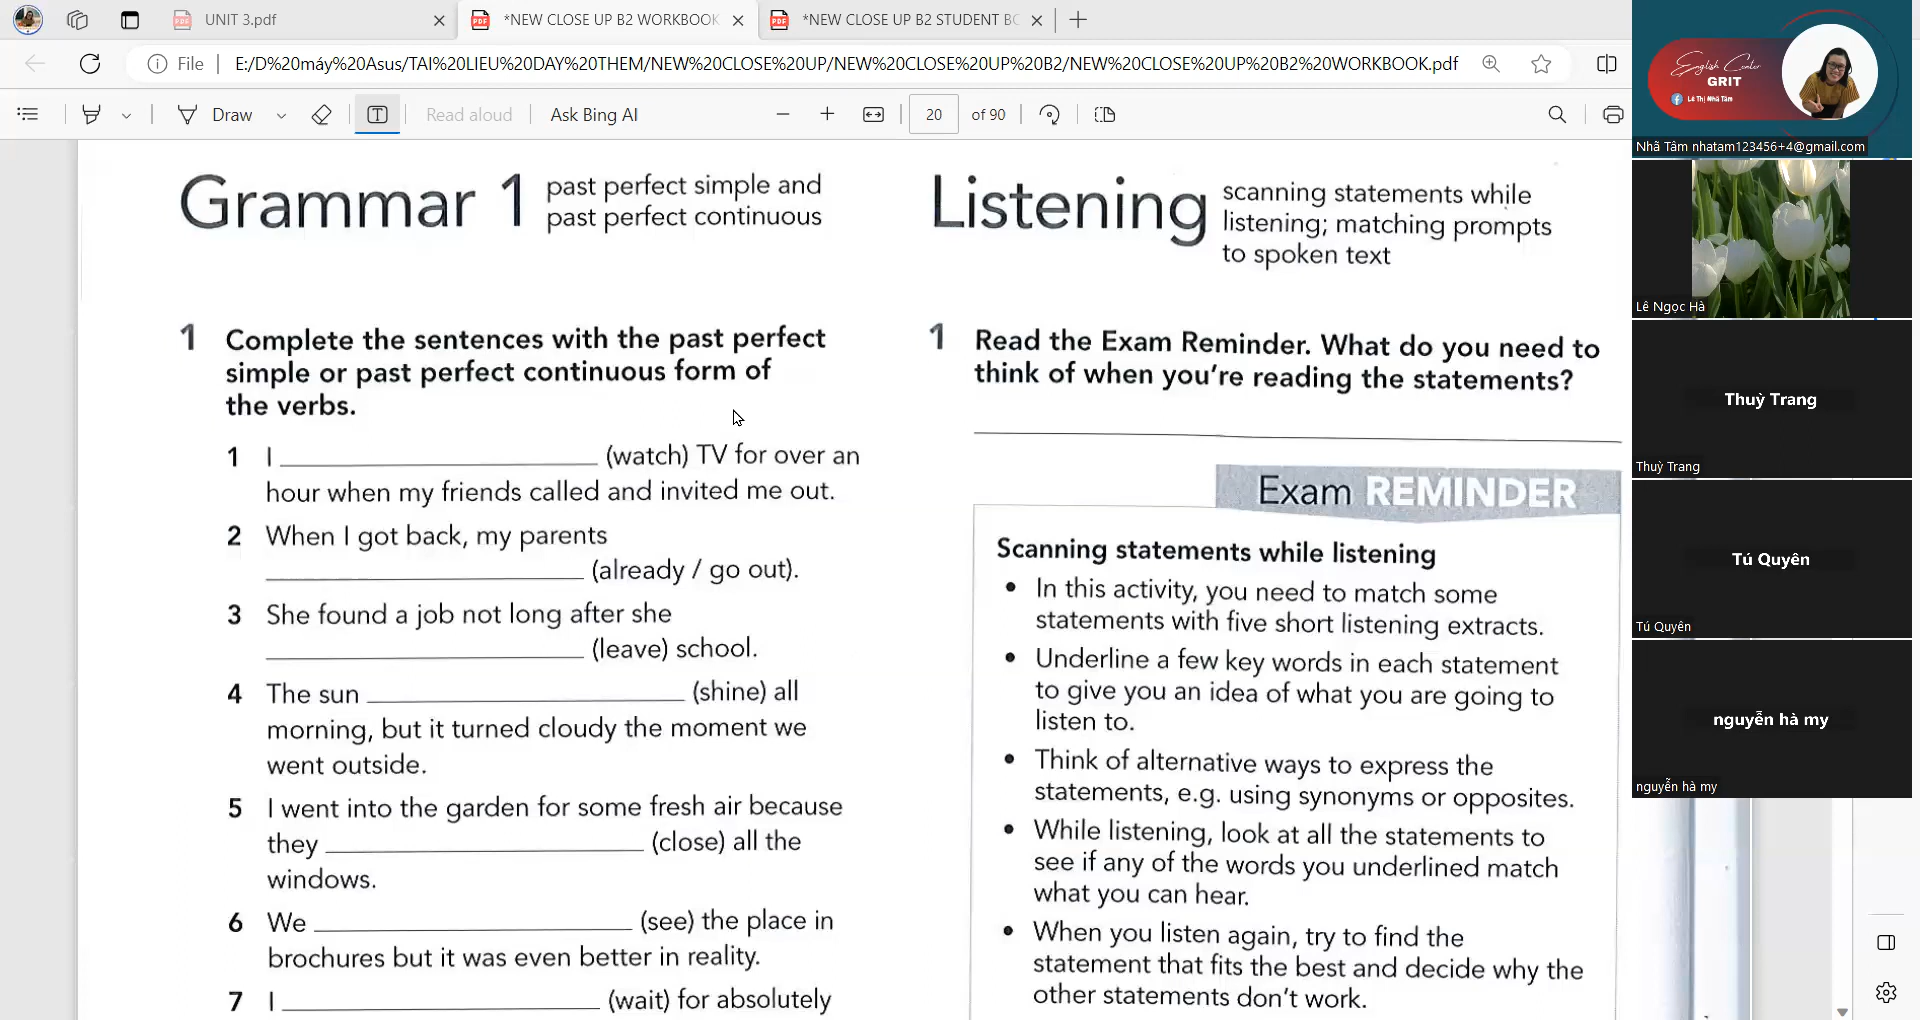 UNIT 3.pdf
*NEW CLOSE UP B2 WORKBOOK
*NEW CLOSE UP B2 STUDENT BO
File
E:/D%20máy%20Asus/TAI%20LIEU%20DAY%20THEM/NEW%20CLOSE%20UP/NEW%20CLOSE%20UP%20B2/NEW%20CLOSE%20UP%20B2%20WORKBOOK.pdf
Draw
Read aloud
Ask Bing AI
20 of 90
Grammar 1 past perfect simple and
past perfect continuous
1 Complete the sentences with the past perfect
simple or past perfect continuous form of
the verbs.
1 I ____________ (watch) TV for over an
hour when my friends called and invited me out.
2 When I got back, my parents
____________ (already / go out).
3 She found a job not long after she
____________ (leave) school.
4 The sun ____________ (shine) all
morning, but it turned cloudy the moment we
went outside.
5 I went into the garden for some fresh air because
they ____________ (close) all the
windows.
6 We ____________ (see) the place in
brochures but it was even better in reality.
7 I ____________ (wait) for absolutely
Listening scanning statements while
listening; matching prompts
to spoken text
1 Read the Exam Reminder. What do you need to
think of when you're reading the statements?
Exam REMINDER
Scanning statements while listening
• In this activity, you need to match some
statements with five short listening extracts.
• Underline a few key words in each statement
to give you an idea of what you are going to
listen to.
• Think of alternative ways to express the
statements, e.g. using synonyms or opposites.
• While listening, look at all the statements to
see if any of the words you underlined match
what you can hear.
• When you listen again, try to find the
statement that fits the best and decide why the
other statements don't work.
English Center
GRIT
Lê Thị Nhã Tâm
Nhã Tâm nhatam123456+4@gmail.com
Lê Ngọc Hà
Thuỳ Trang
Thuỳ Trang
Tú Quyên
Tú Quyên
nguyễn hà my
nguyễn hà my